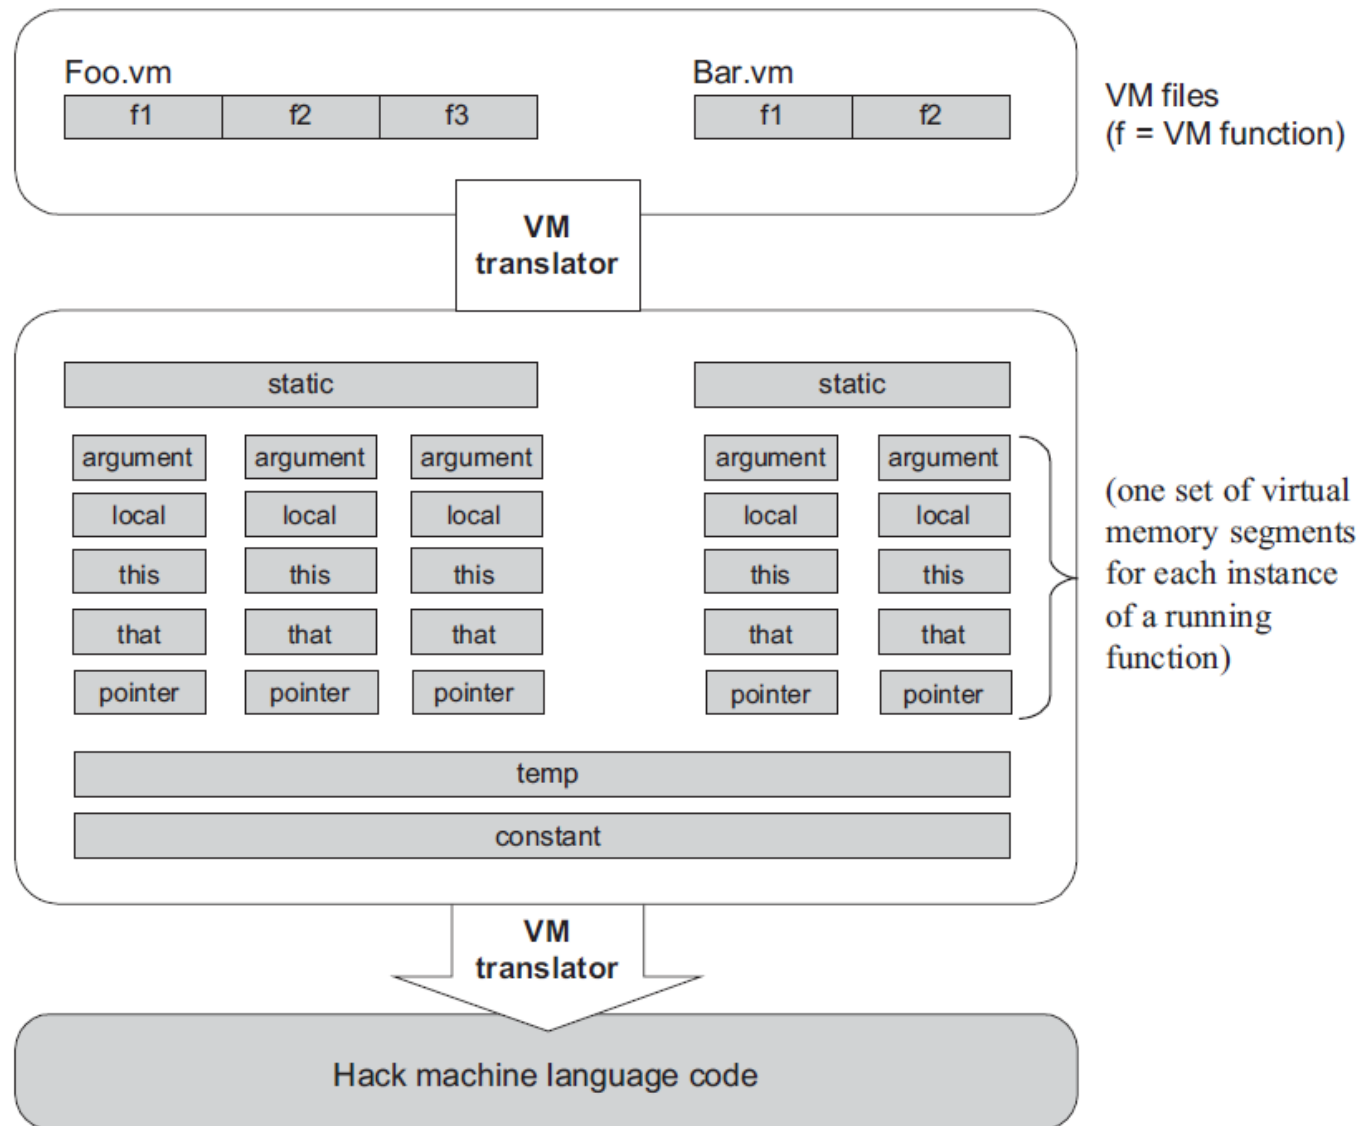 Foo.vm
Bar.vm
f1 f2 f3
f1 f2
VM files
(f = VM function)
VM
translator
static
static
argument argument argument argument argument
local local local local local
this this this this this
that that that that that
pointer pointer pointer pointer pointer
(one set of virtual
memory segments
for each instance
of a running
function)
temp
constant
VM
translator
Hack machine language code